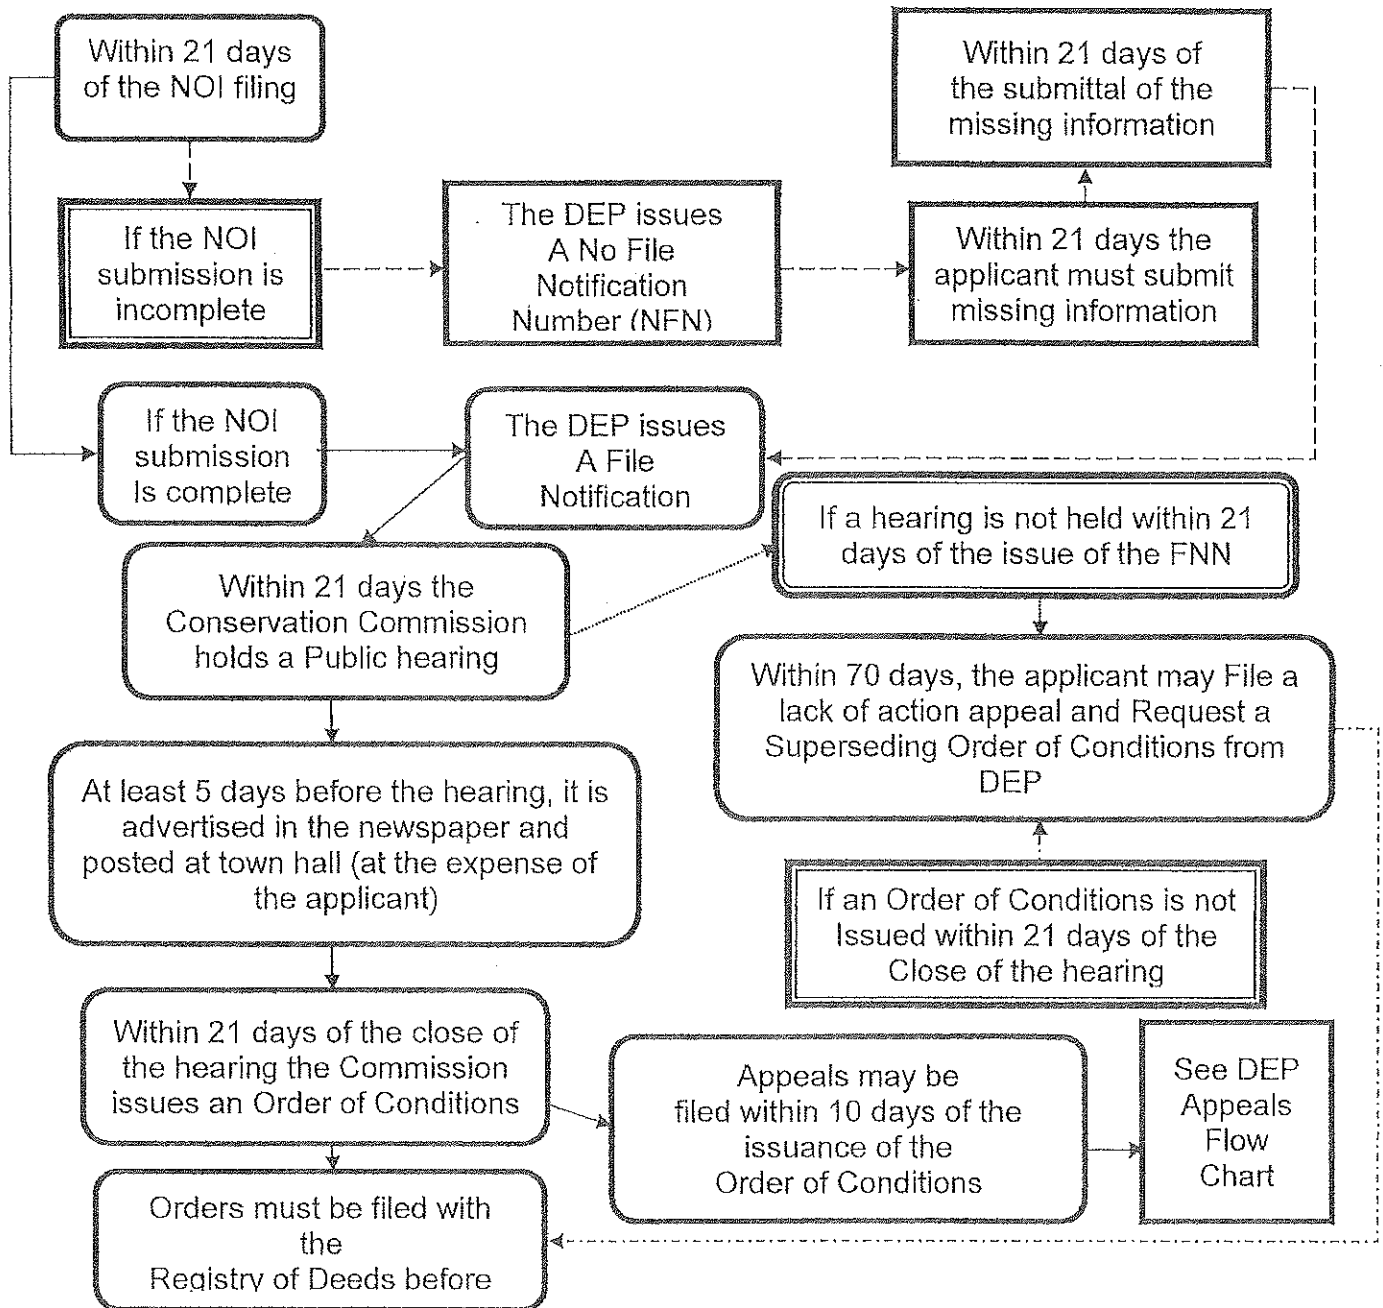 Within 21 days
of the NOI filing
Within 21 days of
the submittal of the
missing information
If the NOI
submission is
incomplete
The DEP issues
A No File
Notification
Number (NFN)
Within 21 days the
applicant must submit
missing information
If the NOI
submission
Is complete
The DEP issues
A File
Notification
If a hearing is not held within 21
days of the issue of the FNN
Within 21 days the
Conservation Commission
holds a Public hearing
Within 70 days, the applicant may File a
lack of action appeal and Request a
Superseding Order of Conditions from
DEP
At least 5 days before the hearing, it is
advertised in the newspaper and
posted at town hall (at the expense of
the applicant)
If an Order of Conditions is not
Issued within 21 days of the
Close of the hearing
Within 21 days of the close of
the hearing the Commission
issues an Order of Conditions
Appeals may be
filed within 10 days of the
issuance of the
Order of Conditions
See DEP
Appeals
Flow
Chart
Orders must be filed with
the
Registry of Deeds before